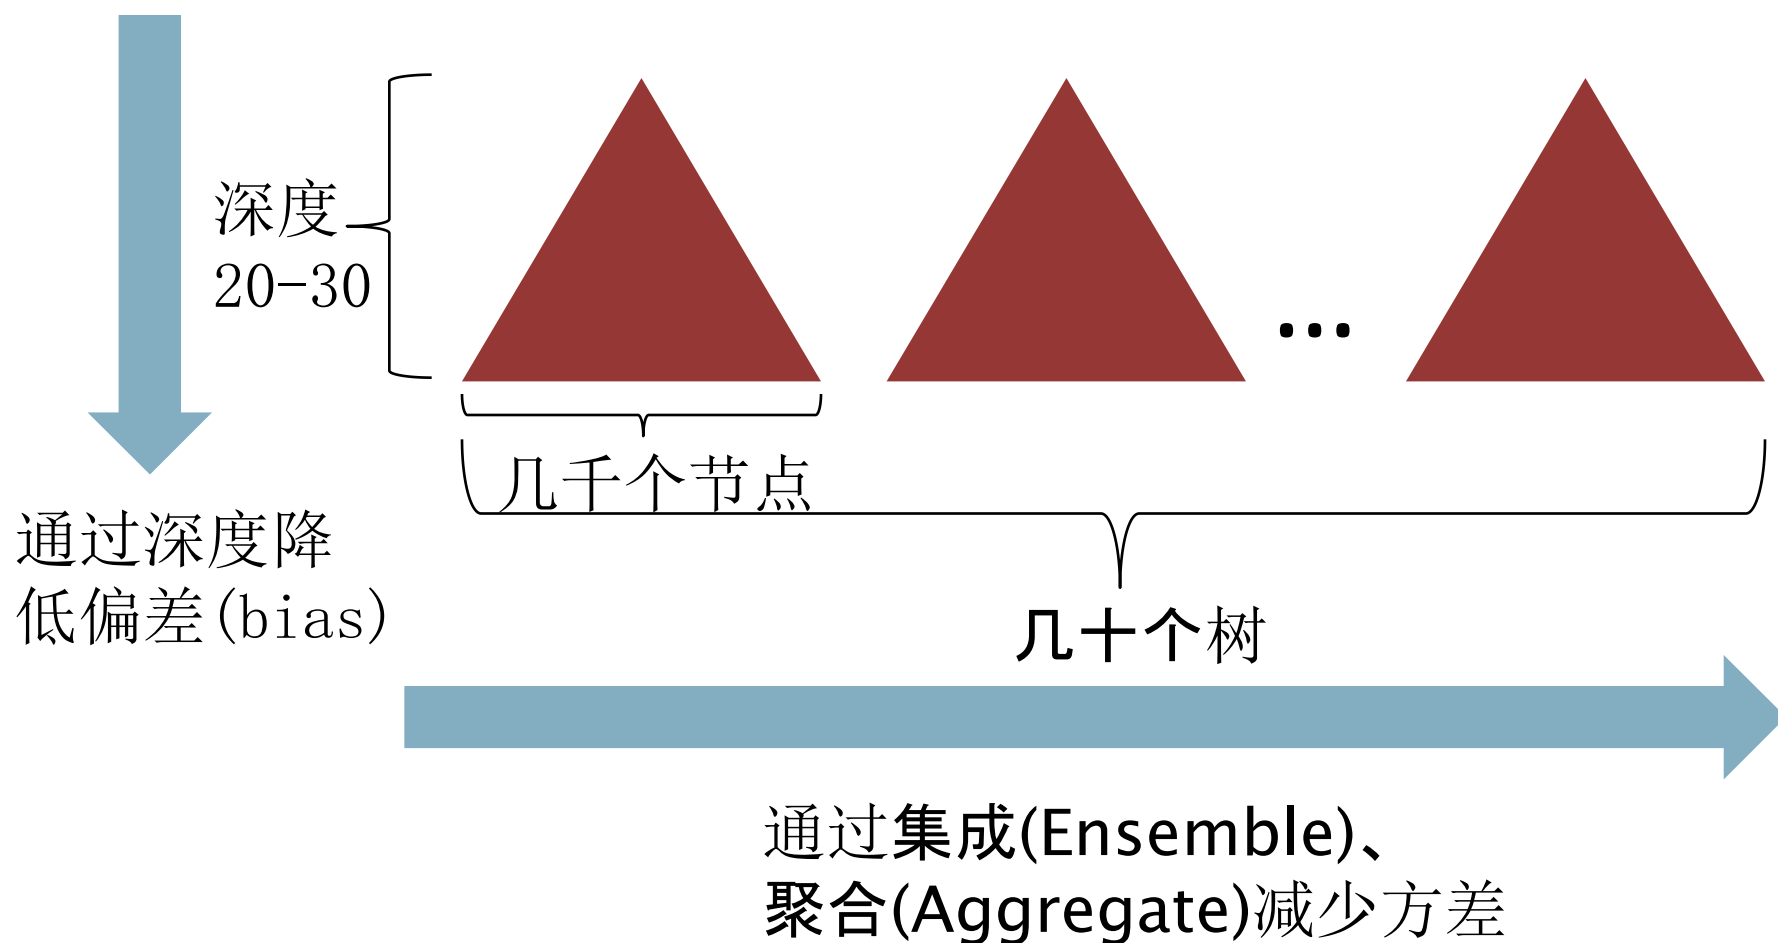 深度
20-30
...
几千个节点
通过深度降
低偏差(bias)
几十个树
通过集成(Ensemble)、
聚合(Aggregate)减少方差